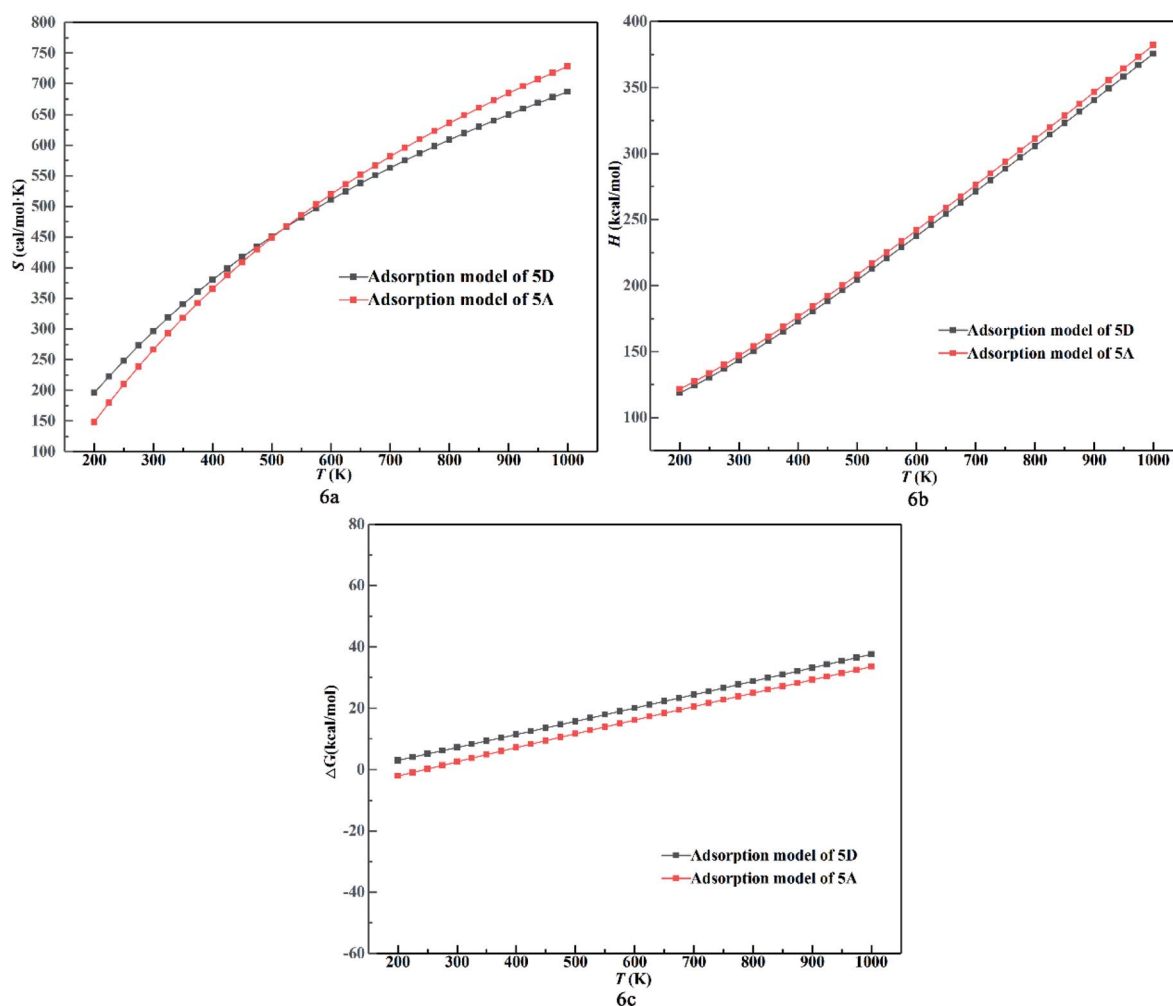 S (cal/mol·K)
800
750
700
650
600
550
500
450
400
350
300
250
200
150
100
Adsorption model of 5D
Adsorption model of 5A
200 300 400 500 600 700 800 900 1000
T (K)
6a
H (kcal/mol)
400
350
300
250
200
150
100
Adsorption model of 5D
Adsorption model of 5A
200 300 400 500 600 700 800 900 1000
T (K)
6b
△G(kcal/mol)
80
60
40
20
0
-20
-40
-60
Adsorption model of 5D
Adsorption model of 5A
200 300 400 500 600 700 800 900 1000
T (K)
6c